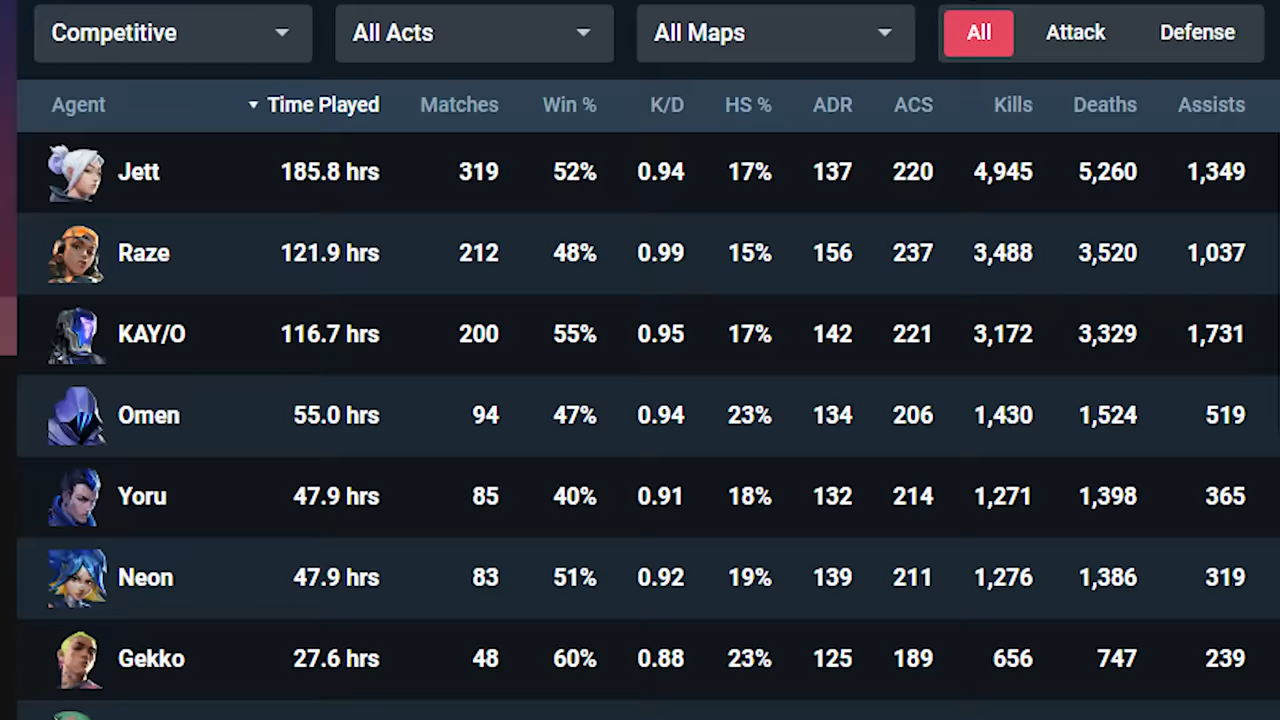 Competitive All Acts All Maps All Attack Defense
Agent Time Played Matches Win % K/D HS % ADR ACS Kills Deaths Assists
Jett 185.8 hrs 319 52% 0.94 17% 137 220 4,945 5,260 1,349
Raze 121.9 hrs 212 48% 0.99 15% 156 237 3,488 3,520 1,037
KAY/O 116.7 hrs 200 55% 0.95 17% 142 221 3,172 3,329 1,731
Omen 55.0 hrs 94 47% 0.94 23% 134 206 1,430 1,524 519
Yoru 47.9 hrs 85 40% 0.91 18% 132 214 1,271 1,398 365
Neon 47.9 hrs 83 51% 0.92 19% 139 211 1,276 1,386 319
Gekko 27.6 hrs 48 60% 0.88 23% 125 189 656 747 239